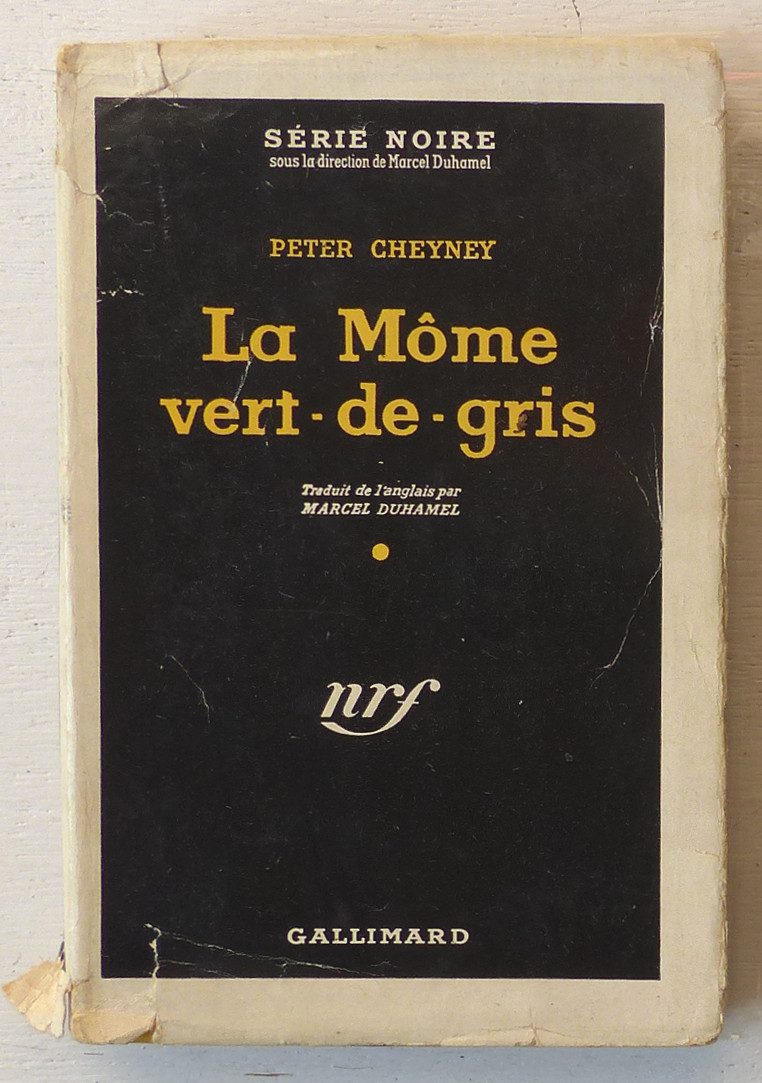 SÉRIE NOIRE
sous la direction de Marcel Duhamel
PETER CHEYNEY
La Môme
vert-de-gris
Traduit de l'anglais par
MARCEL DUHAMEL
nrf
GALLIMARD